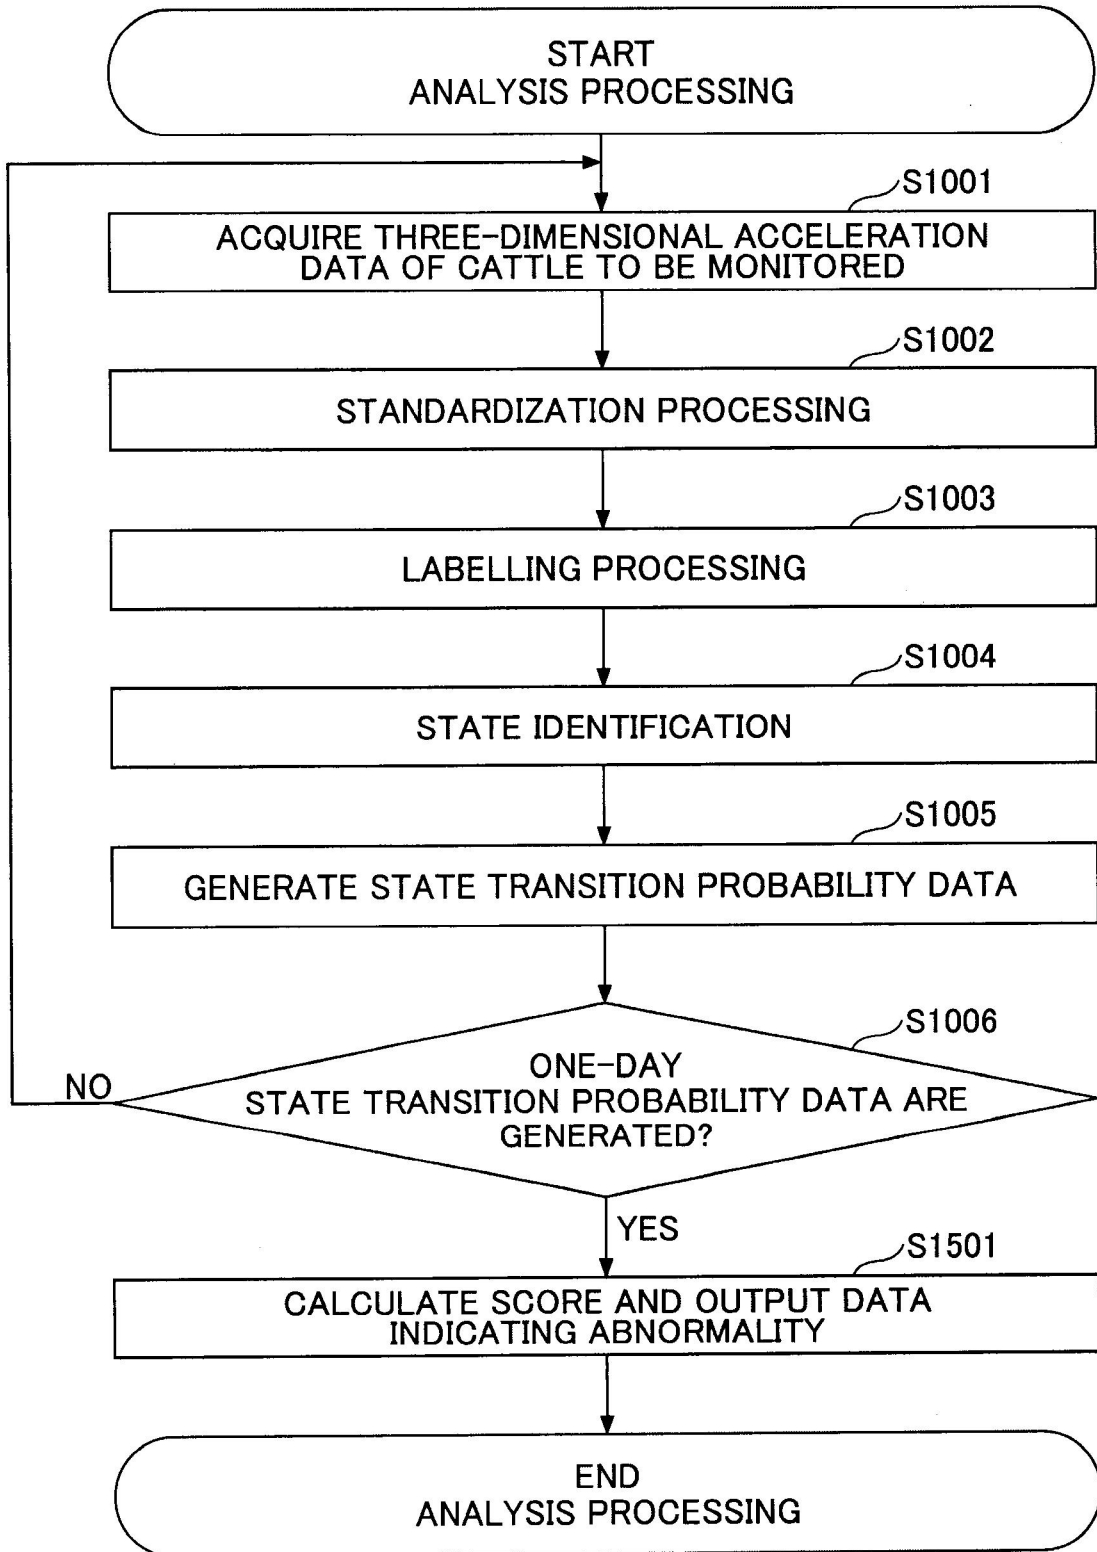 START
ANALYSIS PROCESSING
S1001
ACQUIRE THREE-DIMENSIONAL ACCELERATION
DATA OF CATTLE TO BE MONITORED
S1002
STANDARDIZATION PROCESSING
S1003
LABELLING PROCESSING
S1004
STATE IDENTIFICATION
S1005
GENERATE STATE TRANSITION PROBABILITY DATA
S1006
ONE-DAY
STATE TRANSITION PROBABILITY DATA ARE
GENERATED?
NO
YES
S1501
CALCULATE SCORE AND OUTPUT DATA
INDICATING ABNORMALITY
END
ANALYSIS PROCESSING